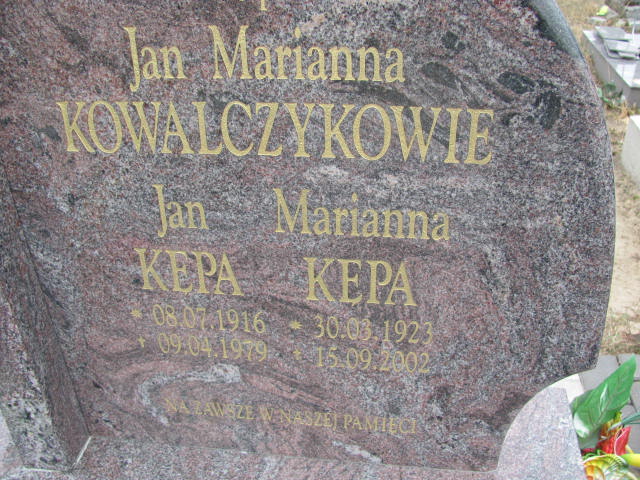 Jan Marianna
KOWALCZYKOWIE
Jan Marianna
KĘPA KĘPA
* 08.07.1916 * 30.03.1923
+ 09.04.1979 + 15.09.2002
NA ZAWSZE W NASZEJ PAMIĘCI